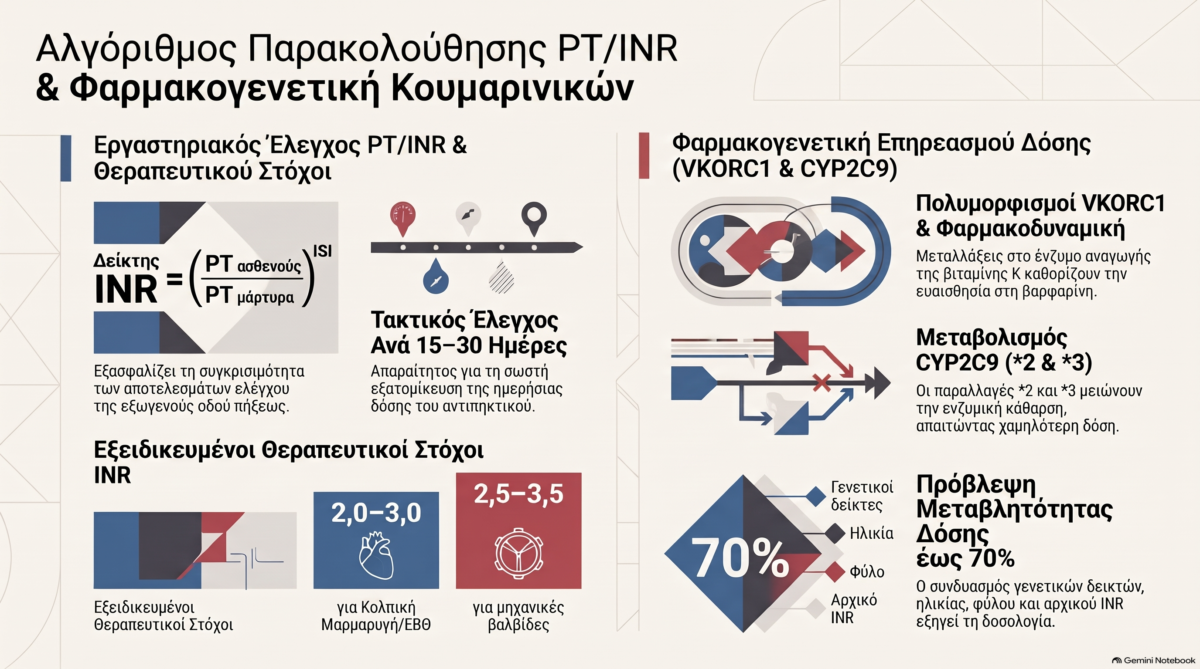 Αλγόριθμος Παρακολούθησης PT/INR
& Φαρμακογενετική Κουμαρινικών
Εργαστηριακός Έλεγχος PT/INR &
Θεραπευτικού Στόχοι
Δείκτης
INR = (PT ασθενούς / PT μάρτυρα)^ISI
Εξασφαλίζει τη συγκρισιμότητα
των αποτελεσμάτων ελέγχου
της εξωγενούς οδού πήξεως.
Τακτικός Έλεγχος
Ανά 15–30 Ημέρες
Απαραίτητος για τη σωστή
εξατομίκευση της ημερήσιας
δόσης του αντιπηκτικού.
Εξειδικευμένοι Θεραπευτικοί Στόχοι
INR
Εξειδικευμένοι
Θεραπευτικοί Στόχοι
2,0–3,0
για Κολπική
Μαρμαρυγή/ΕΒΘ
2,5–3,5
για μηχανικές
βαλβίδες
Φαρμακογενετική Επηρεασμού Δόσης
(VKORC1 & CYP2C9)
Πολυμορφισμοί VKORC1
& Φαρμακοδυναμική
Μεταλλάξεις στο ένζυμο αναγωγής
της βιταμίνης Κ καθορίζουν την
ευαισθησία στη βαρφαρίνη.
Μεταβολισμός
CYP2C9 (*2 & *3)
Οι παραλλαγές *2 και *3 μειώνουν
την ενζυμική κάθαρση,
απαιτώντας χαμηλότερη δόση.
70%
Γενετικοί
δείκτες
Ηλικία
Φύλο
Αρχικό
INR
Πρόβλεψη
Μεταβλητότητας
Δόσης
έως 70%
Ο συνδυασμός γενετικών δεικτών,
ηλικίας, φύλου και αρχικού INR
εξηγεί τη δοσολογία.
Gemini Notebook